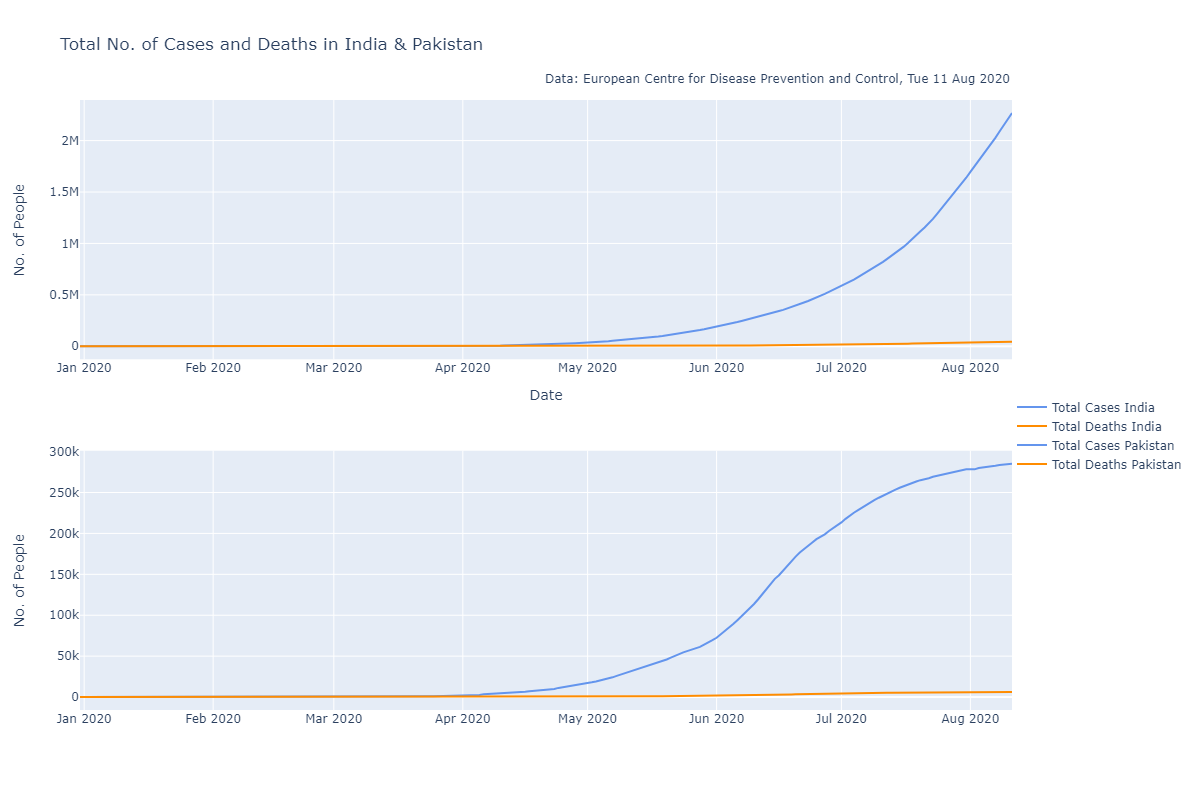 Total No. of Cases and Deaths in India & Pakistan
Data: European Centre for Disease Prevention and Control, Tue 11 Aug 2020
No. of People
2M
1.5M
1M
0.5M
0
Jan 2020 Feb 2020 Mar 2020 Apr 2020 May 2020 Jun 2020 Jul 2020 Aug 2020
Date
Total Cases India
Total Deaths India
Total Cases Pakistan
Total Deaths Pakistan
No. of People
300k
250k
200k
150k
100k
50k
0
Jan 2020 Feb 2020 Mar 2020 Apr 2020 May 2020 Jun 2020 Jul 2020 Aug 2020